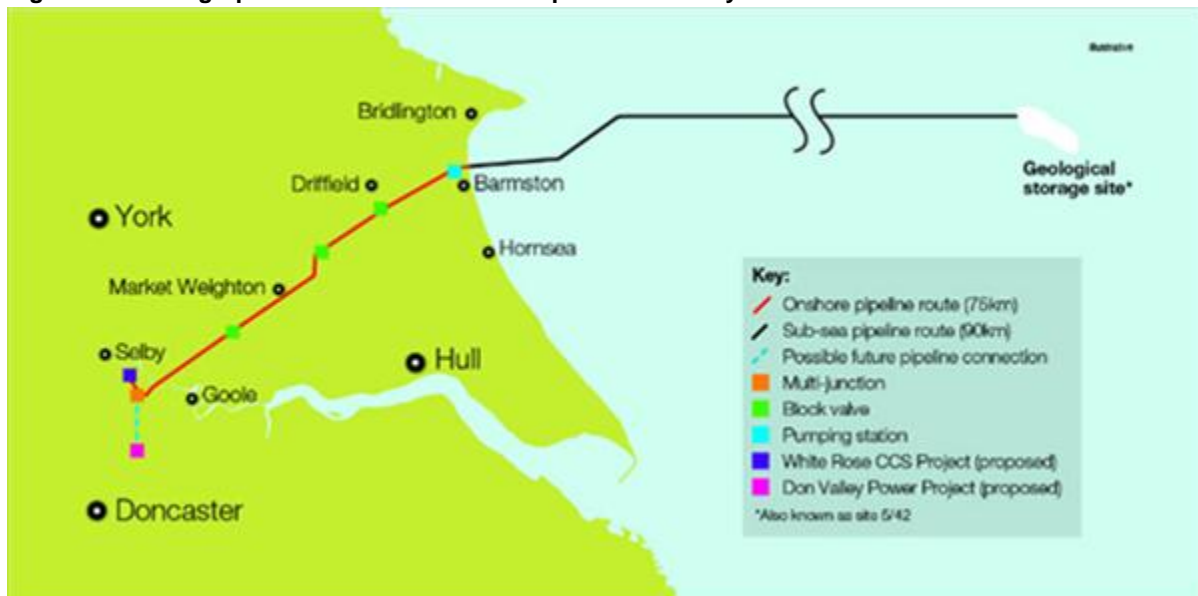 Illustrative
Bridlington
Geological
storage site*
Driffield
Barmston
York
Hornsea
Market Weighton
Key:
Onshore pipeline route (75km)
Sub-sea pipeline route (90km)
Possible future pipeline connection
Selby
Hull
Multi-junction
Goole
Block valve
Pumping station
White Rose CCS Project (proposed)
Don Valley Power Project (proposed)
Doncaster
*Also known as site 5/42